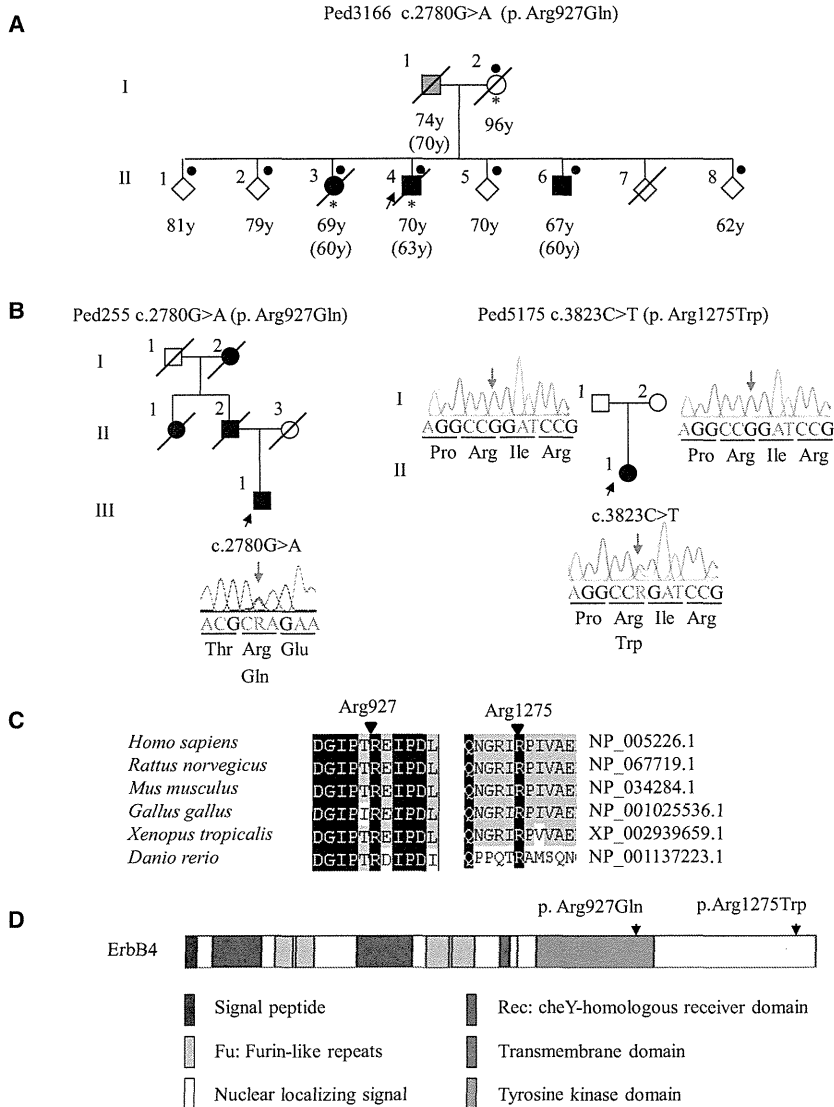 A
Ped3166 c.2780G>A (p. Arg927Gln)
I
1 2
* 
74y 96y
(70y)
II
1 2 3 4 5 6 7 8
* *
81y 79y 69y 70y 70y 67y 62y
(60y) (63y) (60y)
B
Ped255 c.2780G>A (p. Arg927Gln)
I
1 2
II
1 2 3
III
1
c.2780G>A
ACGCRAGAA
Thr Arg Glu
Gln
Ped5175 c.3823C>T (p. Arg1275Trp)
I
1 2
AGGCCGGATCCG
Pro Arg Ile Arg
AGGCCGGATCCG
Pro Arg Ile Arg
II
1
c.3823C>T
AGGCCRGATCCG
Pro Arg Ile Arg
Trp
C
Arg927 Arg1275
Homo sapiens DGIPTREIPDL QNGRIRPIVAE NP_005226.1
Rattus norvegicus DGIPTREIPDL QNGRIRPIVAE NP_067719.1
Mus musculus DGIPTREIPDL QNGRIRPIVAE NP_034284.1
Gallus gallus DGIPIREIPDL QNGRIRPIVAE NP_001025536.1
Xenopus tropicalis DGIPTREIPDL QNGRIRPVVAE XP_002939659.1
Danio rerio DGIPTRDIPDI QPPQTRAMSQN NP_001137223.1
D
p. Arg927Gln p.Arg1275Trp
ErbB4
Signal peptide
Fu: Furin-like repeats
Nuclear localizing signal
Rec: cheY-homologous receiver domain
Transmembrane domain
Tyrosine kinase domain